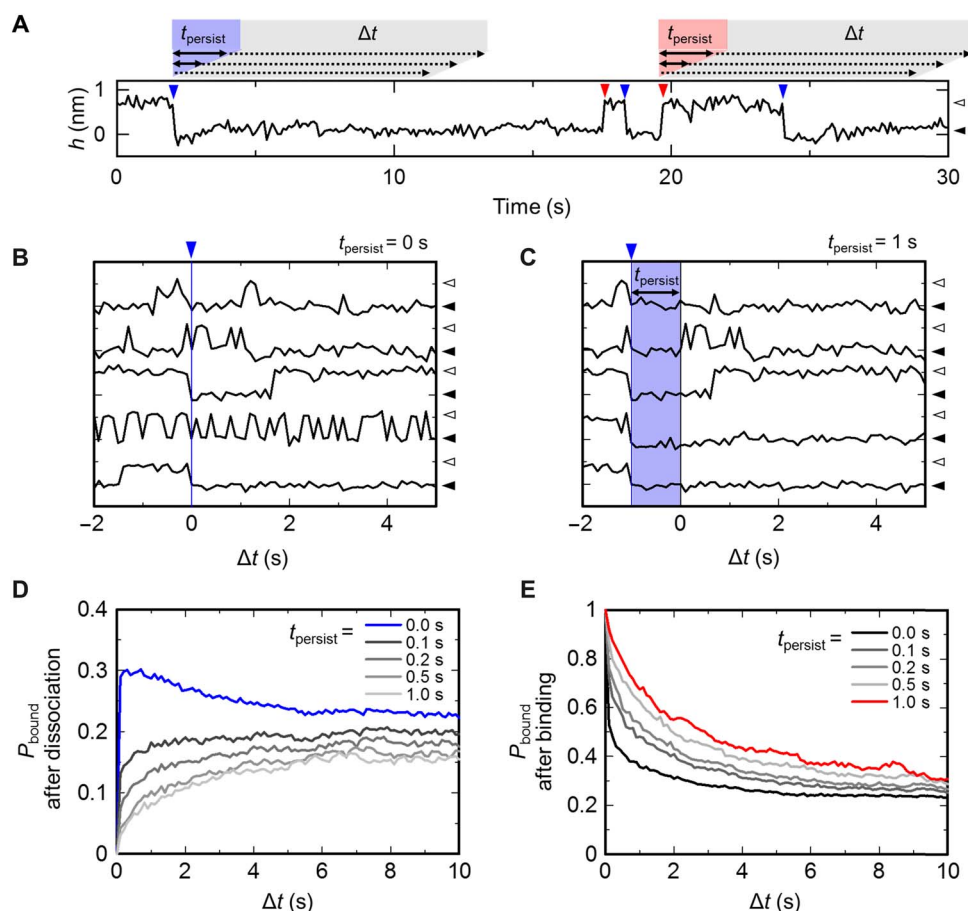 A
t_persist Δt t_persist Δt
h (nm)
1
0
0 10 20 30
Time (s)
B
t_persist = 0 s
−2 0 2 4
Δt (s)
C
t_persist = 1 s
t_persist
−2 0 2 4
Δt (s)
D
P_bound
after dissociation
0.4
0.3
0.2
0.1
0
t_persist =
0.0 s
0.1 s
0.2 s
0.5 s
1.0 s
0 2 4 6 8 10
Δt (s)
E
P_bound
after binding
1
0.8
0.6
0.4
0.2
0
t_persist =
0.0 s
0.1 s
0.2 s
0.5 s
1.0 s
0 2 4 6 8 10
Δt (s)